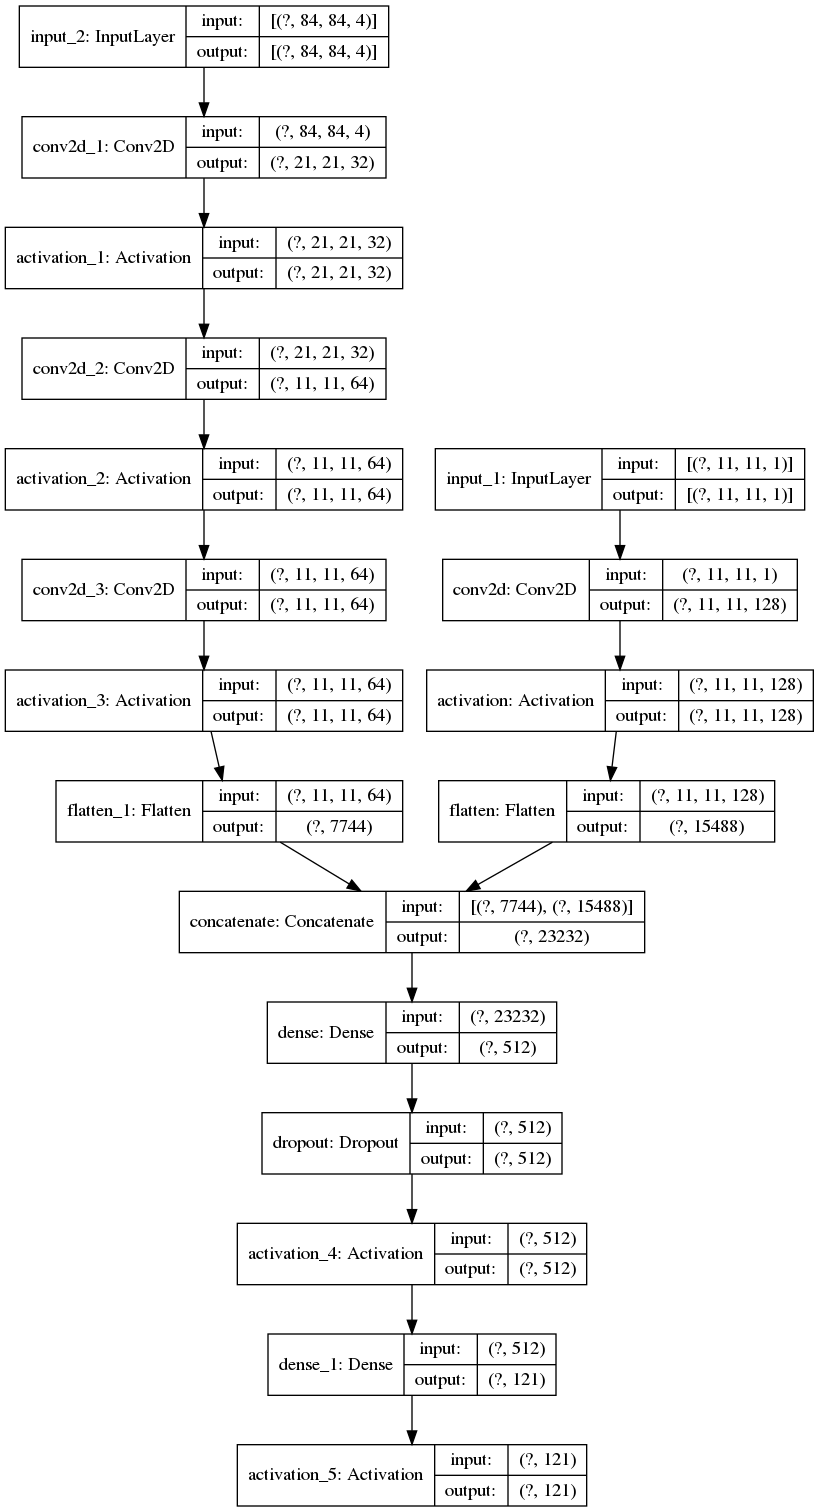 input_2: InputLayer
input: [(?, 84, 84, 4)]
output: [(?, 84, 84, 4)]
conv2d_1: Conv2D
input: (?, 84, 84, 4)
output: (?, 21, 21, 32)
activation_1: Activation
input: (?, 21, 21, 32)
output: (?, 21, 21, 32)
conv2d_2: Conv2D
input: (?, 21, 21, 32)
output: (?, 11, 11, 64)
activation_2: Activation
input: (?, 11, 11, 64)
output: (?, 11, 11, 64)
input_1: InputLayer
input: [(?, 11, 11, 1)]
output: [(?, 11, 11, 1)]
conv2d_3: Conv2D
input: (?, 11, 11, 64)
output: (?, 11, 11, 64)
conv2d: Conv2D
input: (?, 11, 11, 1)
output: (?, 11, 11, 128)
activation_3: Activation
input: (?, 11, 11, 64)
output: (?, 11, 11, 64)
activation: Activation
input: (?, 11, 11, 128)
output: (?, 11, 11, 128)
flatten_1: Flatten
input: (?, 11, 11, 64)
output: (?, 7744)
flatten: Flatten
input: (?, 11, 11, 128)
output: (?, 15488)
concatenate: Concatenate
input: [(?, 7744), (?, 15488)]
output: (?, 23232)
dense: Dense
input: (?, 23232)
output: (?, 512)
dropout: Dropout
input: (?, 512)
output: (?, 512)
activation_4: Activation
input: (?, 512)
output: (?, 512)
dense_1: Dense
input: (?, 512)
output: (?, 121)
activation_5: Activation
input: (?, 121)
output: (?, 121)